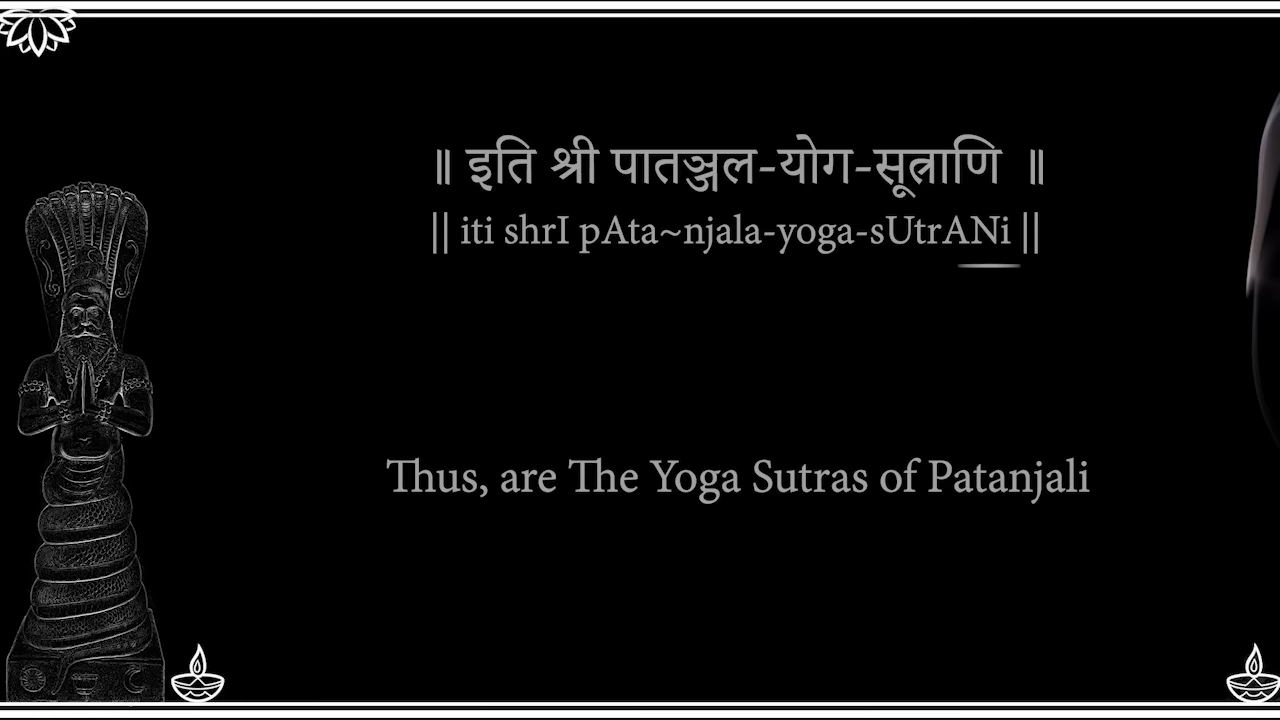 ॥ इति श्री पातञ्जल-योग-सूत्राणि ॥
|| iti shrI pAta~njala-yoga-sUtrANi ||
Thus, are The Yoga Sutras of Patanjali